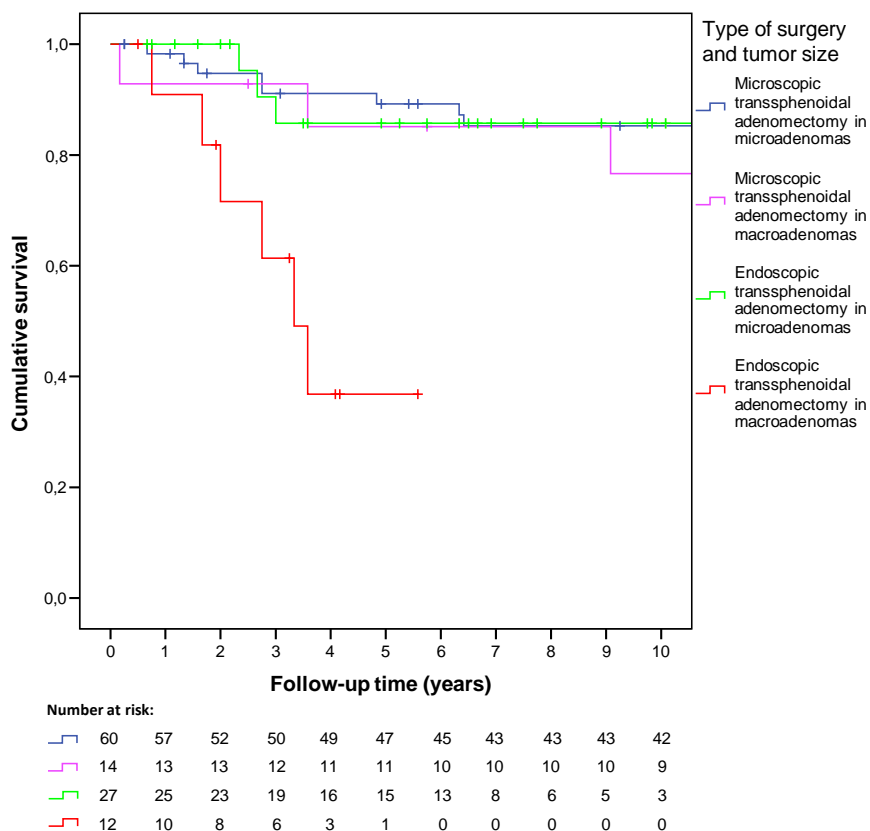 Type of surgery
and tumor size
Microscopic
transsphenoidal
adenomectomy in
microadenomas
Microscopic
transsphenoidal
adenomectomy in
macroadenomas
Endoscopic
transsphenoidal
adenomectomy in
microadenomas
Endoscopic
transsphenoidal
adenomectomy in
macroadenomas
Cumulative survival
1,0
0,8
0,6
0,4
0,2
0,0
0 1 2 3 4 5 6 7 8 9 10
Follow-up time (years)
Number at risk:
60 57 52 50 49 47 45 43 43 43 42
14 13 13 12 11 11 10 10 10 10 9
27 25 23 19 16 15 13 8 6 5 3
12 10 8 6 3 1 0 0 0 0 0